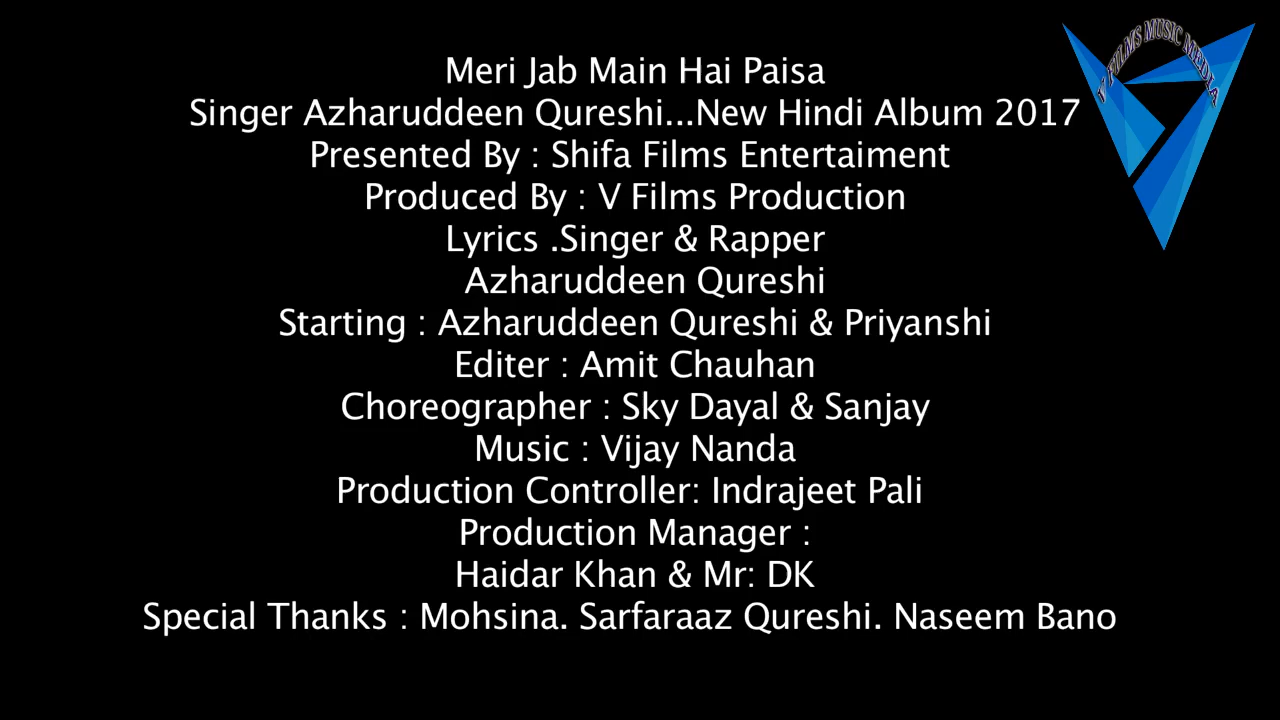 V FILMS MUSIC MEDIA
Meri Jab Main Hai Paisa
Singer Azharuddeen Qureshi...New Hindi Album 2017
Presented By : Shifa Films Entertaiment
Produced By : V Films Production
Lyrics .Singer & Rapper
Azharuddeen Qureshi
Starting : Azharuddeen Qureshi & Priyanshi
Editer : Amit Chauhan
Choreographer : Sky Dayal & Sanjay
Music : Vijay Nanda
Production Controller: Indrajeet Pali
Production Manager :
Haidar Khan & Mr: DK
Special Thanks : Mohsina. Sarfaraaz Qureshi. Naseem Bano